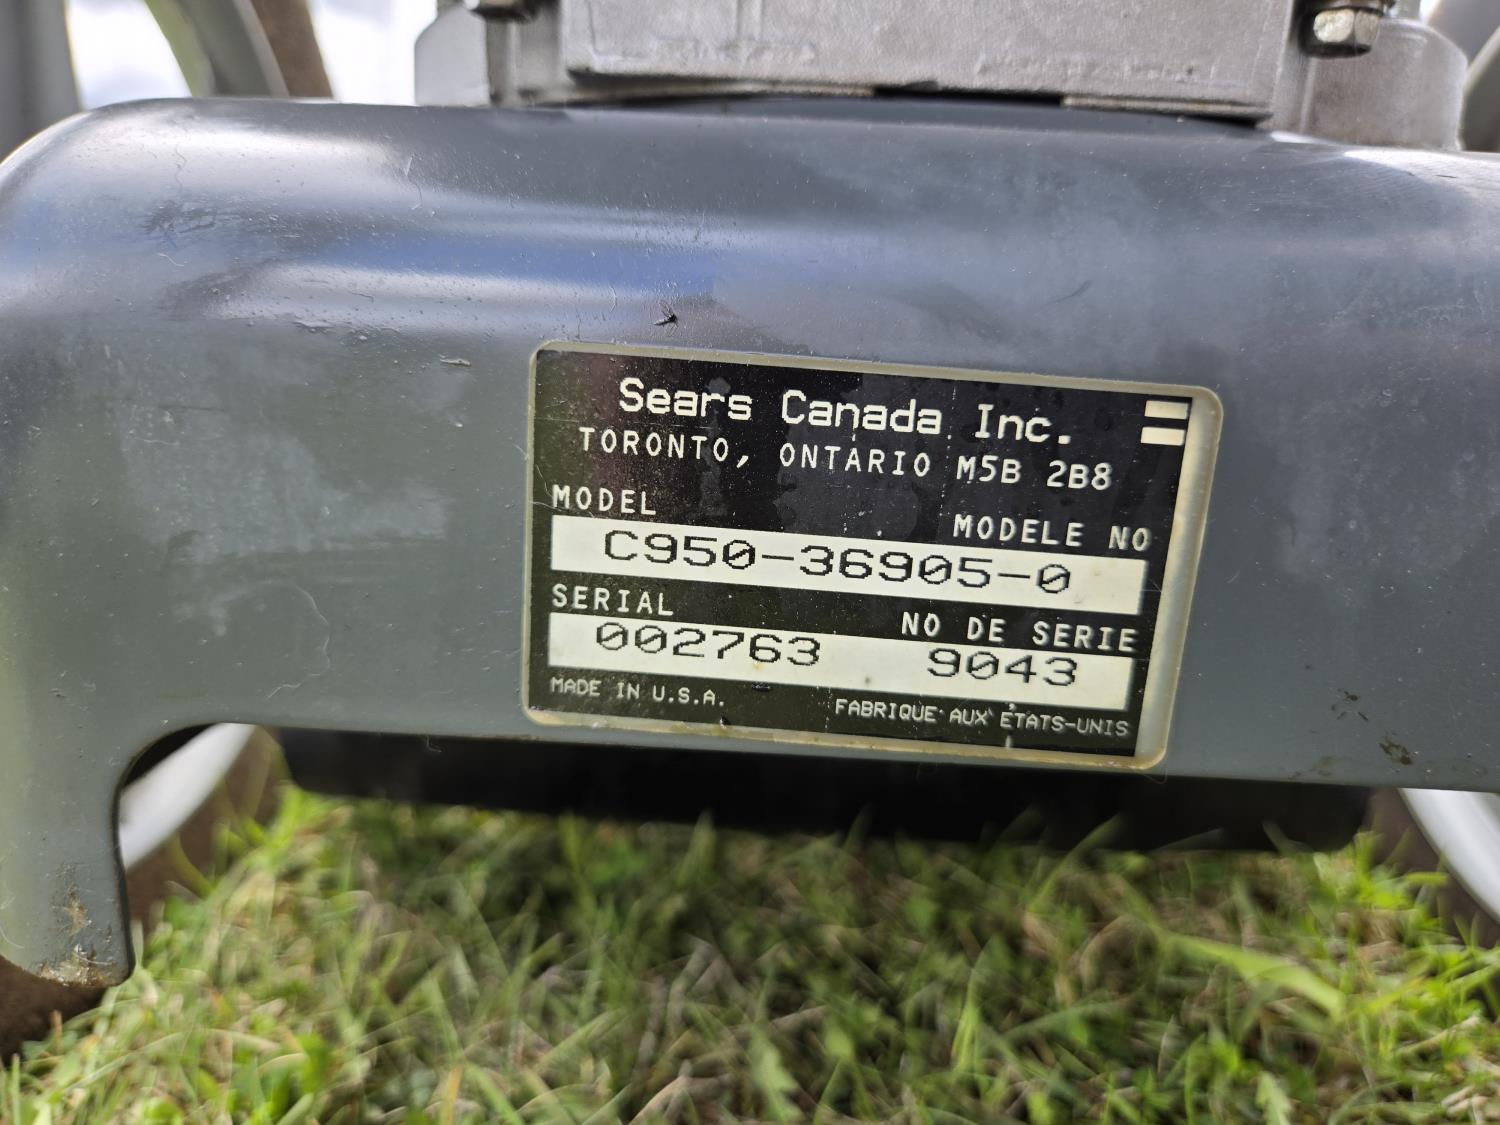 Sears Canada Inc.
TORONTO, ONTARIO M5B 2B8
MODEL MODELE NO
C950-36905-0
SERIAL NO DE SERIE
002763 9043
MADE IN U.S.A. FABRIQUE AUX ÉTATS-UNIS